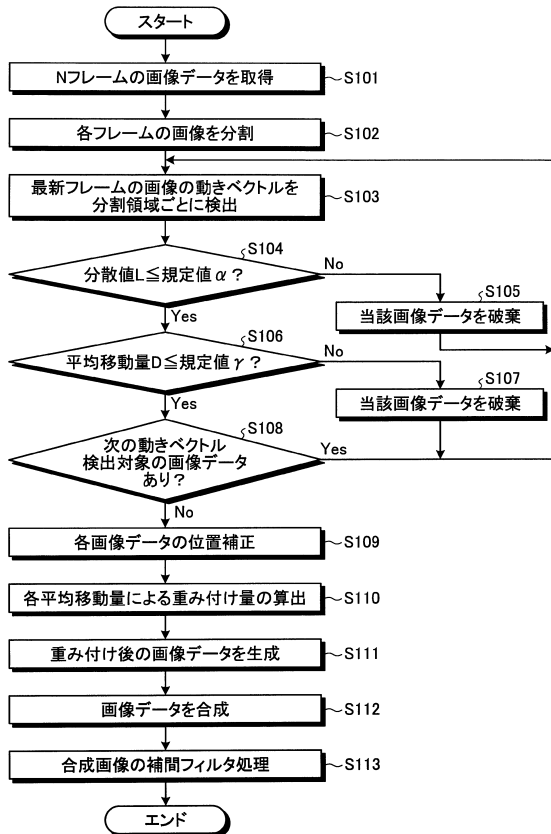 スタート
Nフレームの画像データを取得
S101
各フレームの画像を分割
S102
最新フレームの画像の動きベクトルを
分割領域ごとに検出
S103
S104
分散値L≦規定値α?
No
Yes
S105
当該画像データを破棄
S106
平均移動量D≦規定値γ?
No
Yes
S107
当該画像データを破棄
S108
次の動きベクトル
検出対象の画像データ
あり?
Yes
No
各画像データの位置補正
S109
各平均移動量による重み付け量の算出
S110
重み付け後の画像データを生成
S111
画像データを合成
S112
合成画像の補間フィルタ処理
S113
エンド